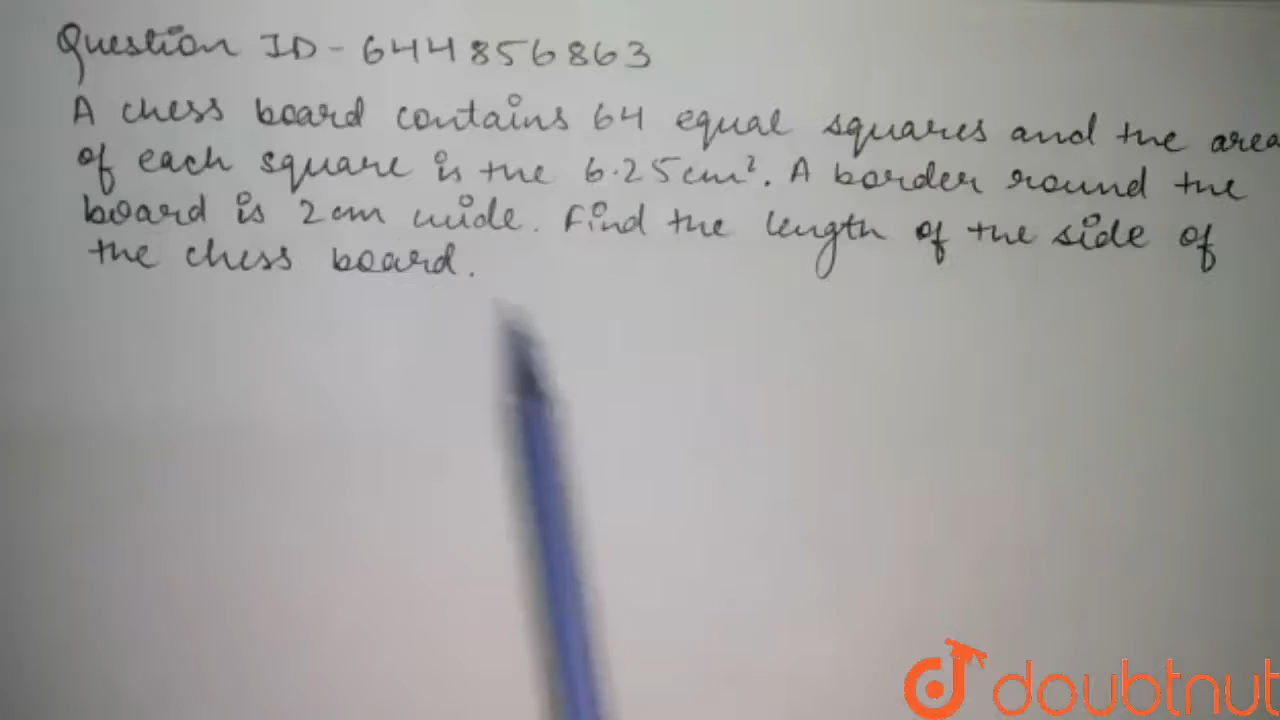 Question ID - 644856863
A chess board contains 64 equal squares and the area
of each square is the 6.25cm². A border round the
board is 2cm wide. Find the length of the side of
the chess board.
doubtnut